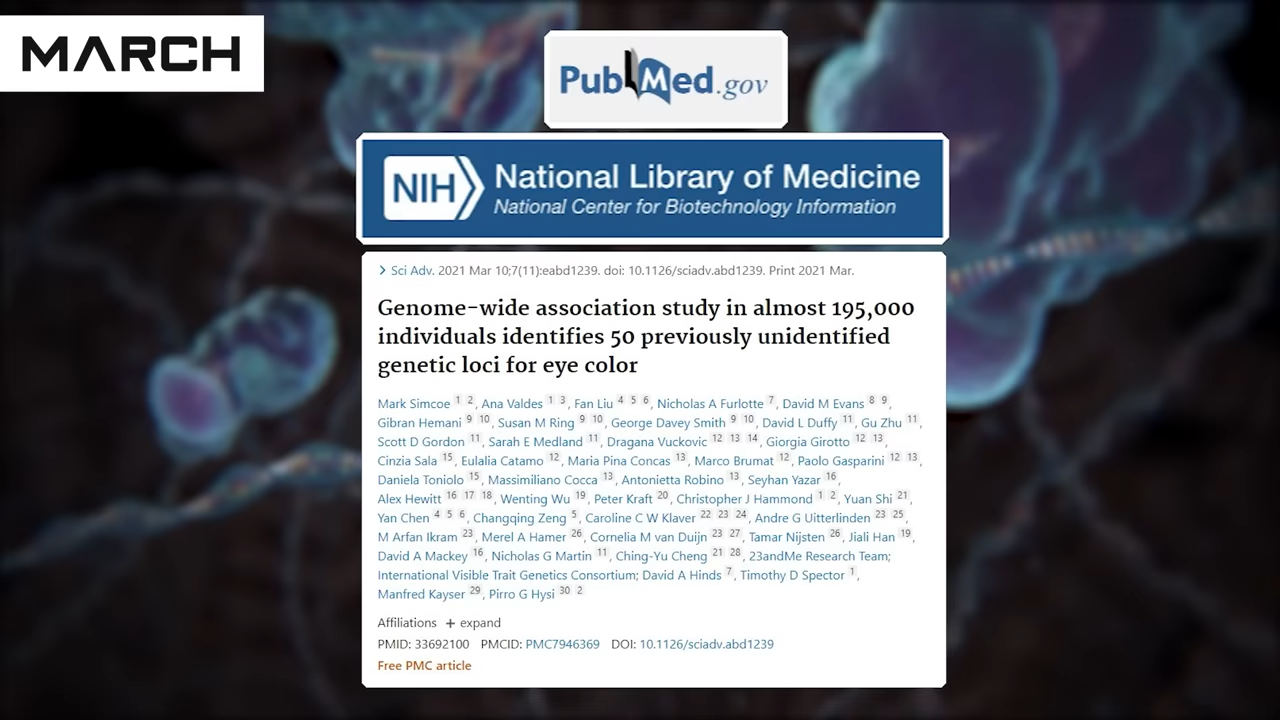 MARCH
PubMed.gov
NIH National Library of Medicine
National Center for Biotechnology Information
Sci Adv. 2021 Mar 10;7(11):eabd1239. doi: 10.1126/sciadv.abd1239. Print 2021 Mar.
Genome-wide association study in almost 195,000
individuals identifies 50 previously unidentified
genetic loci for eye color
Mark Simcoe 1 2, Ana Valdes 1 3, Fan Liu 4 5 6, Nicholas A Furlotte 7, David M Evans 8 9,
Gibran Hemani 9 10, Susan M Ring 9 10, George Davey Smith 9 10, David L Duffy 11, Gu Zhu 11,
Scott D Gordon 11, Sarah E Medland 11, Dragana Vuckovic 12 13 14, Giorgia Girotto 12 13,
Cinzia Sala 15, Eulalia Catamo 12, Maria Pina Concas 13, Marco Brumat 12, Paolo Gasparini 12 13,
Daniela Toniolo 15, Massimiliano Cocca 13, Antonietta Robino 13, Seyhan Yazar 16,
Alex Hewitt 16 17 18, Wenting Wu 19, Peter Kraft 20, Christopher J Hammond 1 2, Yuan Shi 21,
Yan Chen 4 5 6, Changqing Zeng 5, Caroline C W Klaver 22 23 24, Andre G Uitterlinden 23 25,
M Arfan Ikram 23, Merel A Hamer 26, Cornelia M van Duijn 23 27, Tamar Nijsten 26, Jiali Han 19,
David A Mackey 16, Nicholas G Martin 11, Ching-Yu Cheng 21 28, 23andMe Research Team;
International Visible Trait Genetics Consortium; David A Hinds 7, Timothy D Spector 1,
Manfred Kayser 29, Pirro G Hysi 30 2
Affiliations + expand
PMID: 33692100 PMCID: PMC7946369 DOI: 10.1126/sciadv.abd1239
Free PMC article